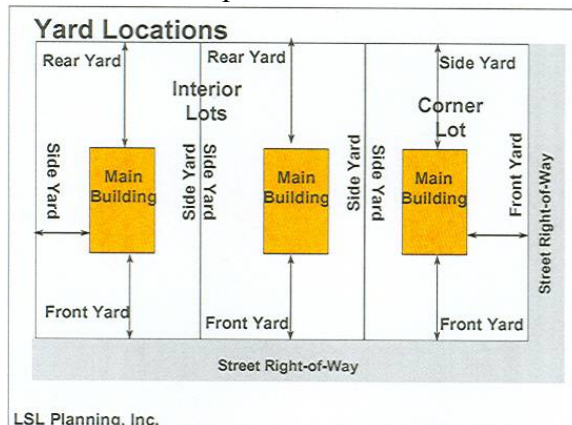 Yard Locations
Rear Yard
Rear Yard
Side Yard
Interior
Lots
Corner
Lot
Side Yard
Main
Building
Side Yard
Side Yard
Main
Building
Side Yard
Side Yard
Main
Building
Front Yard
Street Right-of-Way
Front Yard
Front Yard
Front Yard
Street Right-of-Way
LSL Planning, Inc.